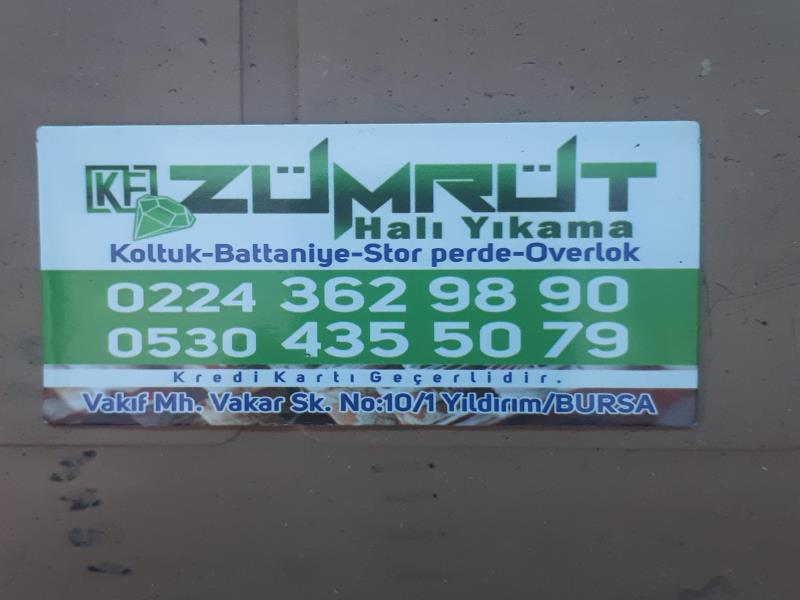 KF ZÜMRÜT
Halı Yıkama
Koltuk-Battaniye-Stor perde-Overlok
0224 362 98 90
0530 435 50 79
Kredi Kartı Geçerlidir.
Vakıf Mh. Vakar Sk. No:10/1 Yıldırım/BURSA